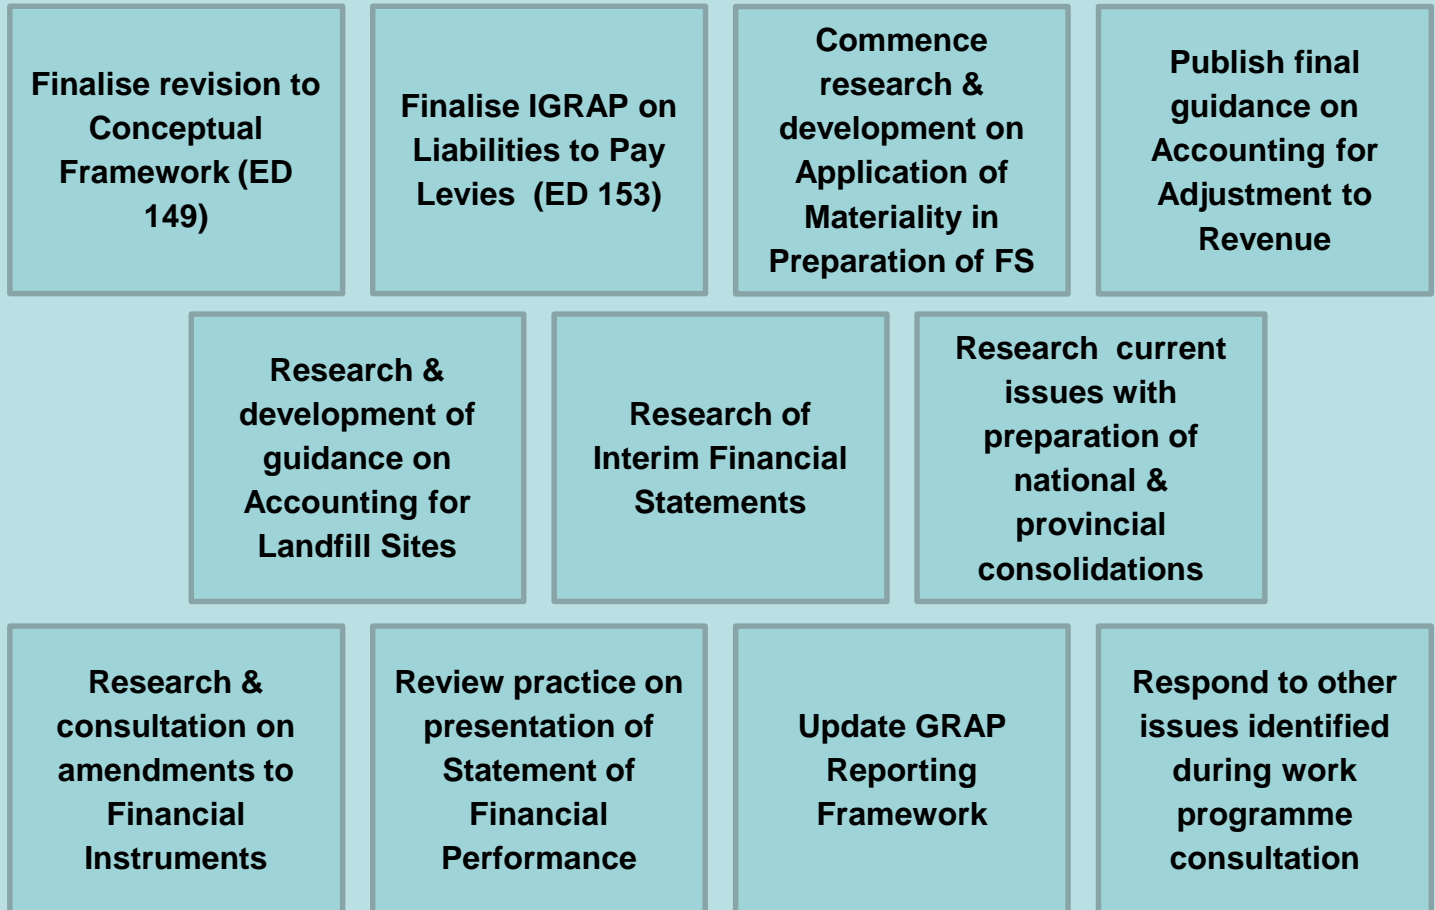 Finalise revision to
Conceptual
Framework (ED
149)
Finalise IGRAP on
Liabilities to Pay
Levies  (ED 153)
Commence
research &
development on
Application of
Materiality in
Preparation of FS
Publish final
guidance on
Accounting for
Adjustment to
Revenue
Research &
development of
guidance on
Accounting for
Landfill Sites
Research of
Interim Financial
Statements
Research  current
issues with
preparation of
national &
provincial
consolidations
Research &
consultation on
amendments to
Financial
Instruments
Review practice on
presentation of
Statement of
Financial
Performance
Update GRAP
Reporting
Framework
Respond to other
issues identified
during work
programme
consultation